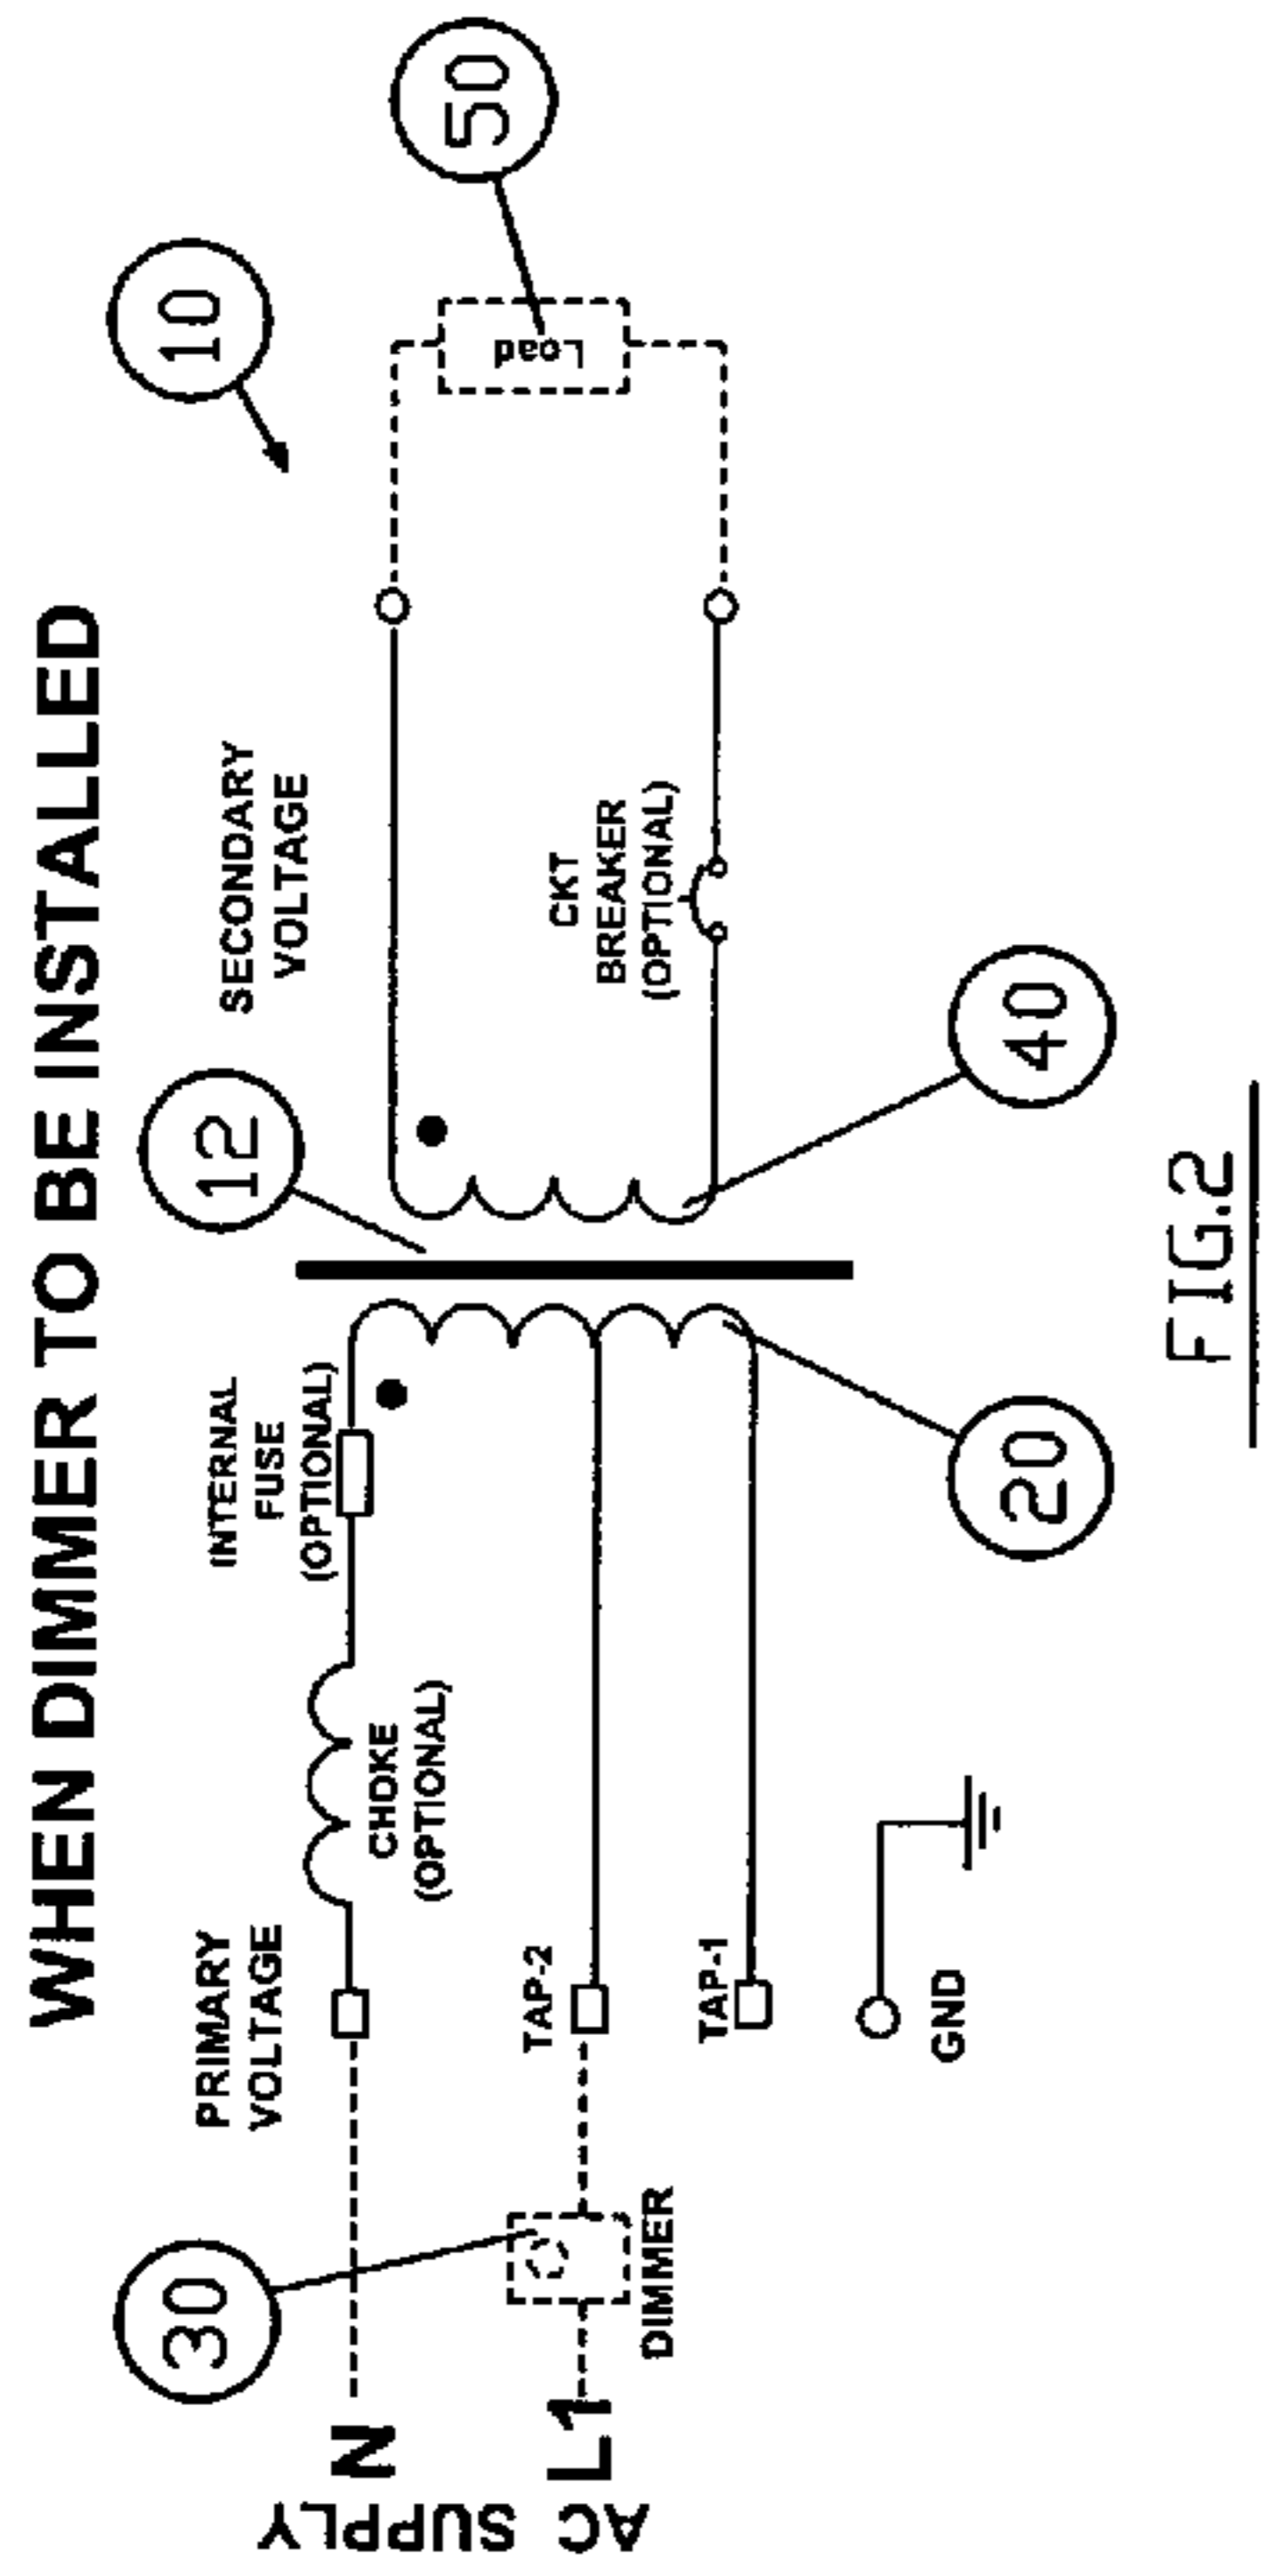 WHEN DIMMER TO BE INSTALLED
10
50
12
30
PRIMARY
VOLTAGE
INTERNAL
FUSE
(OPTIONAL)
SECONDARY
VOLTAGE
CHOKE
(OPTIONAL)
CKT
BREAKER
(OPTIONAL)
Load
AC SUPPLY
N
L1
DIMMER
TAP-2
TAP-1
GND
20
40
FIG.2